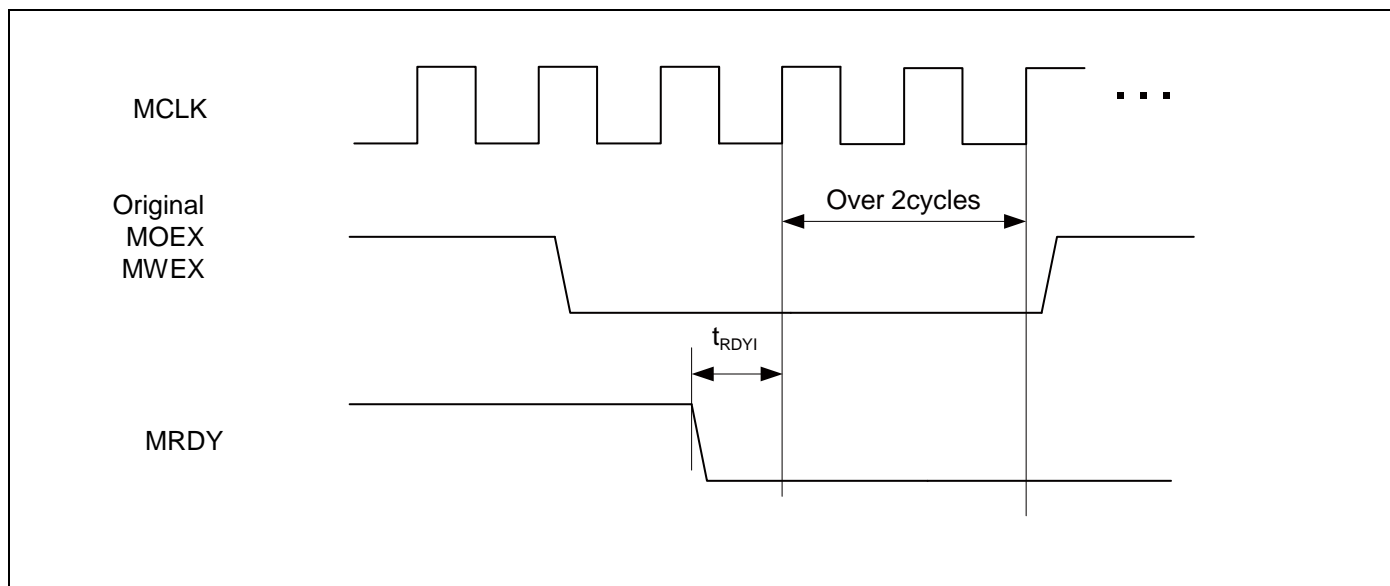 MCLK
Original
MOEX
MWEX
Over 2cycles
tRDYI
MRDY